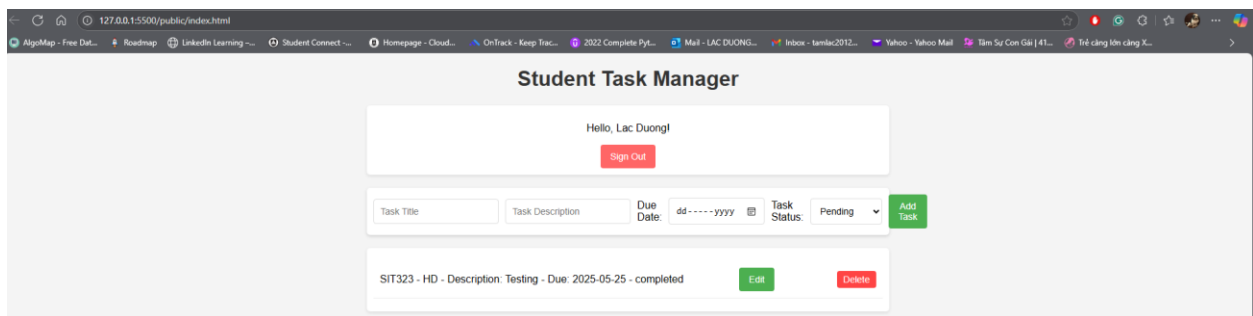 127.0.0.1:5500/public/index.html
AlgoMap - Free Dat... Roadmap LinkedIn Learning –... Student Connect -... Homepage - Cloud... OnTrack - Keep Trac... 2022 Complete Pyt... Mail - LAC DUONG... Inbox - tamlac2012... Yahoo - Yahoo Mail Tâm Sự Con Gái | 41... Trẻ càng lớn càng X...
Student Task Manager
Hello, Lac Duong!
Sign Out
Task Title Task Description Due Date: dd-----yyyy Task Status: Pending Add Task
SIT323 - HD - Description: Testing - Due: 2025-05-25 - completed Edit Delete